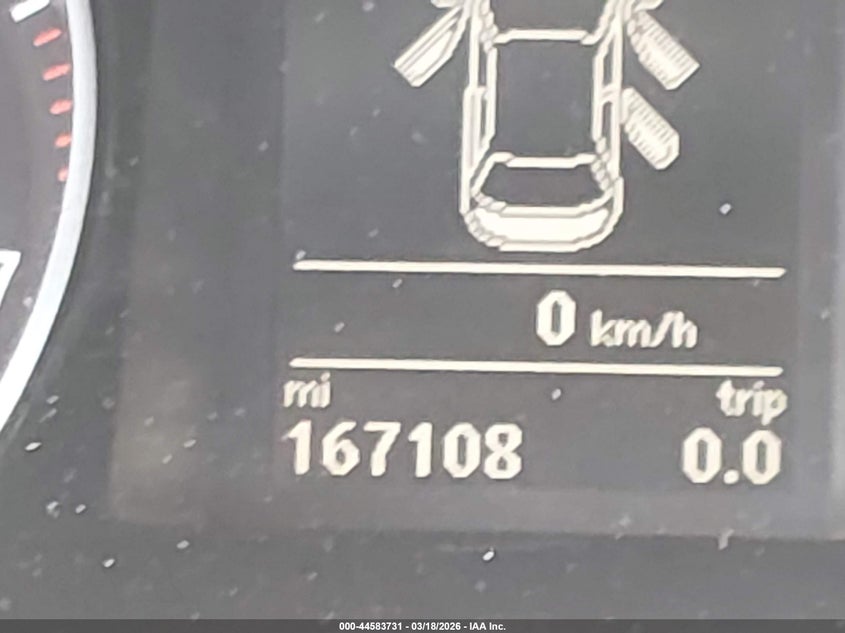 0 km/h
mi trip
167108 0.0
000-44583731 - 03/18/2026 - IAA Inc.